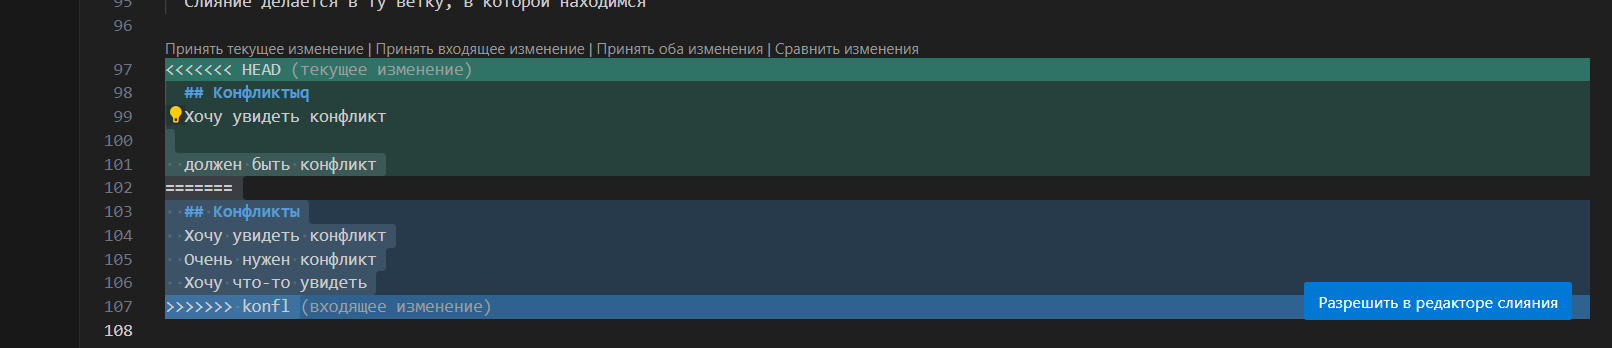 95 Слияние делается в ту ветку, в которой находимся
96
Принять текущее изменение | Принять входящее изменение | Принять оба изменения | Сравнить изменения
97 <<<<<<< HEAD (текущее изменение)
98 ## Конфликтыq
99 Хочу увидеть конфликт
100
101 должен быть конфликт
102 =======
103 ## Конфликты
104 Хочу увидеть конфликт
105 Очень нужен конфликт
106 Хочу что-то увидеть
107 >>>>>>> konfl (входящее изменение)
Разрешить в редакторе слияния
108